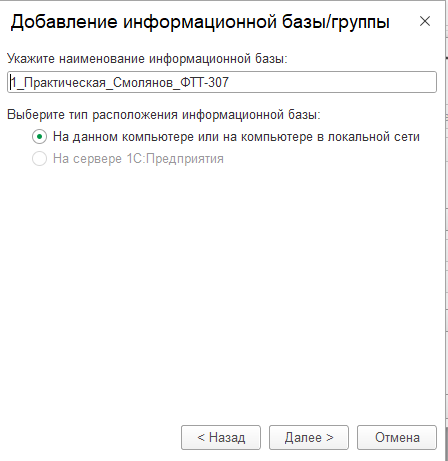 Добавление информационной базы/группы
Укажите наименование информационной базы:
1_Практическая_Смолянов_ФТТ-307
Выберите тип расположения информационной базы:
На данном компьютере или на компьютере в локальной сети
На сервере 1С:Предприятия
< Назад Далее > Отмена